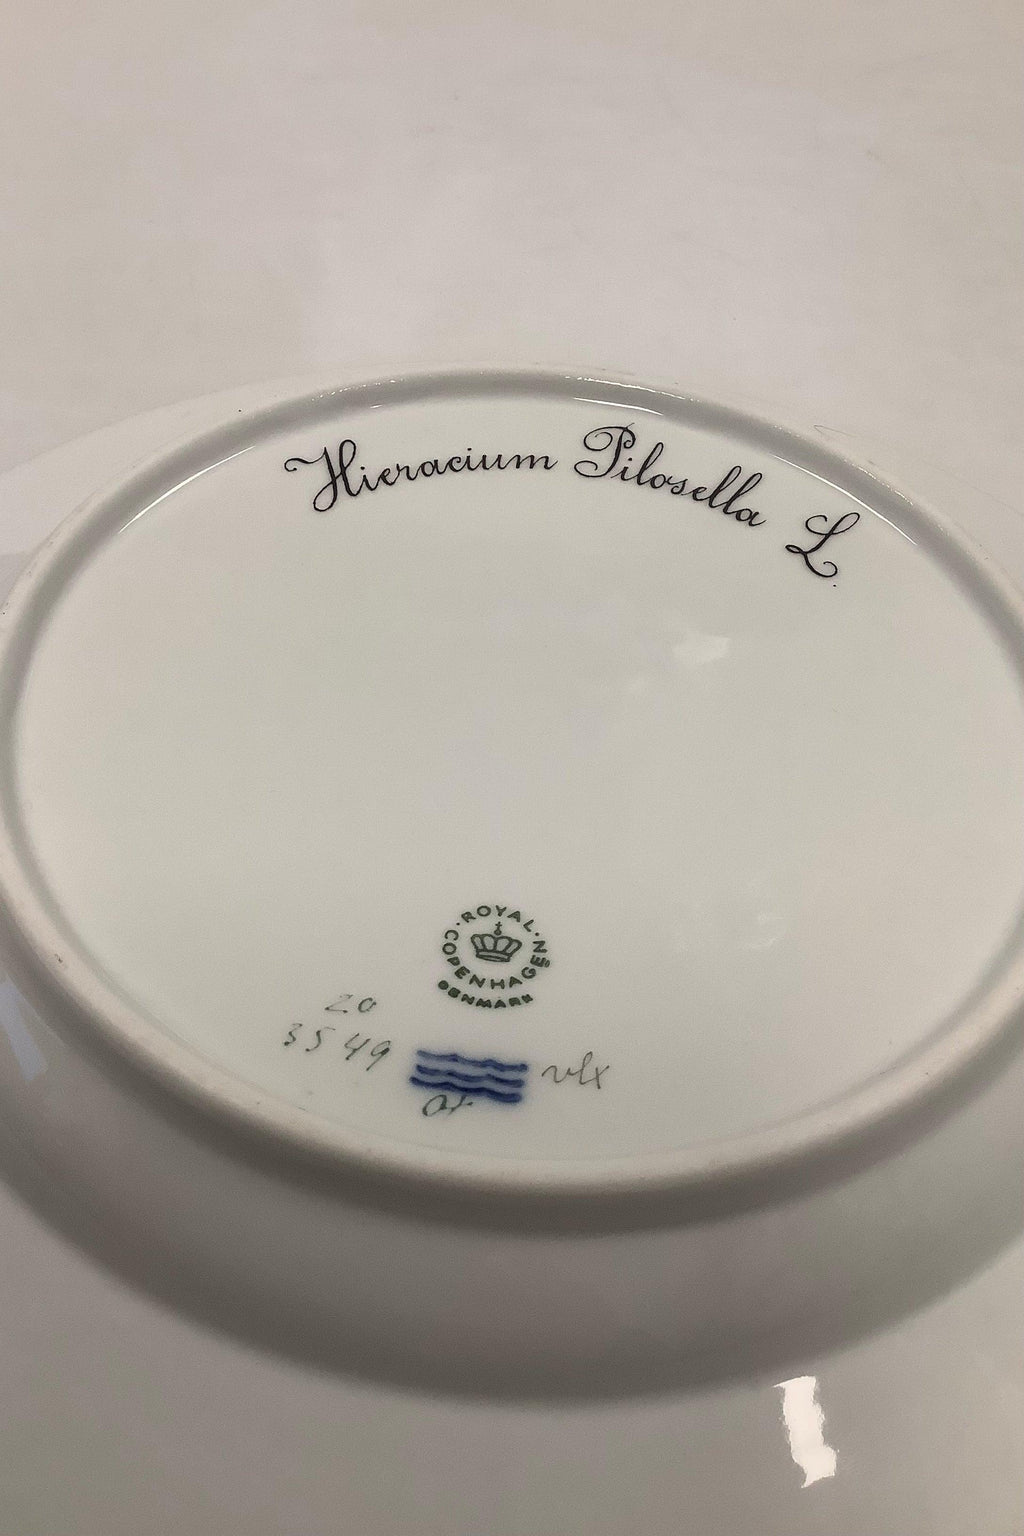 Hieracium Pilosella L.
ROYAL
COPENHAGEN
DENMARK
20
3549
vlx